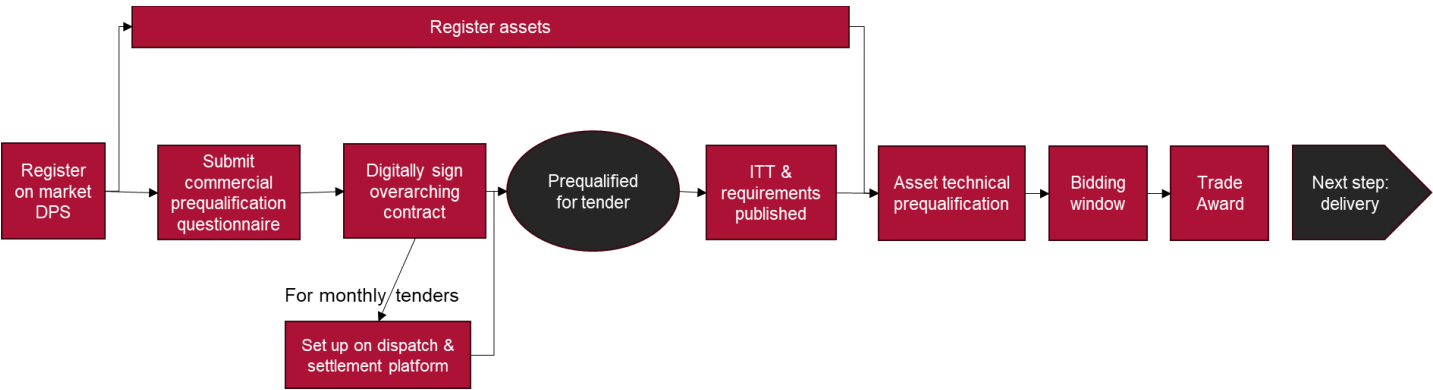 Register assets
Register
on market
DPS
Submit
commercial
prequalification
questionnaire
Digitally sign
overarching
contract
For monthly tenders
Set up on dispatch &
settlement platform
Prequalified
for tender
ITT &
requirements
published
Asset technical
prequalification
Bidding
window
Trade
Award
Next step:
delivery